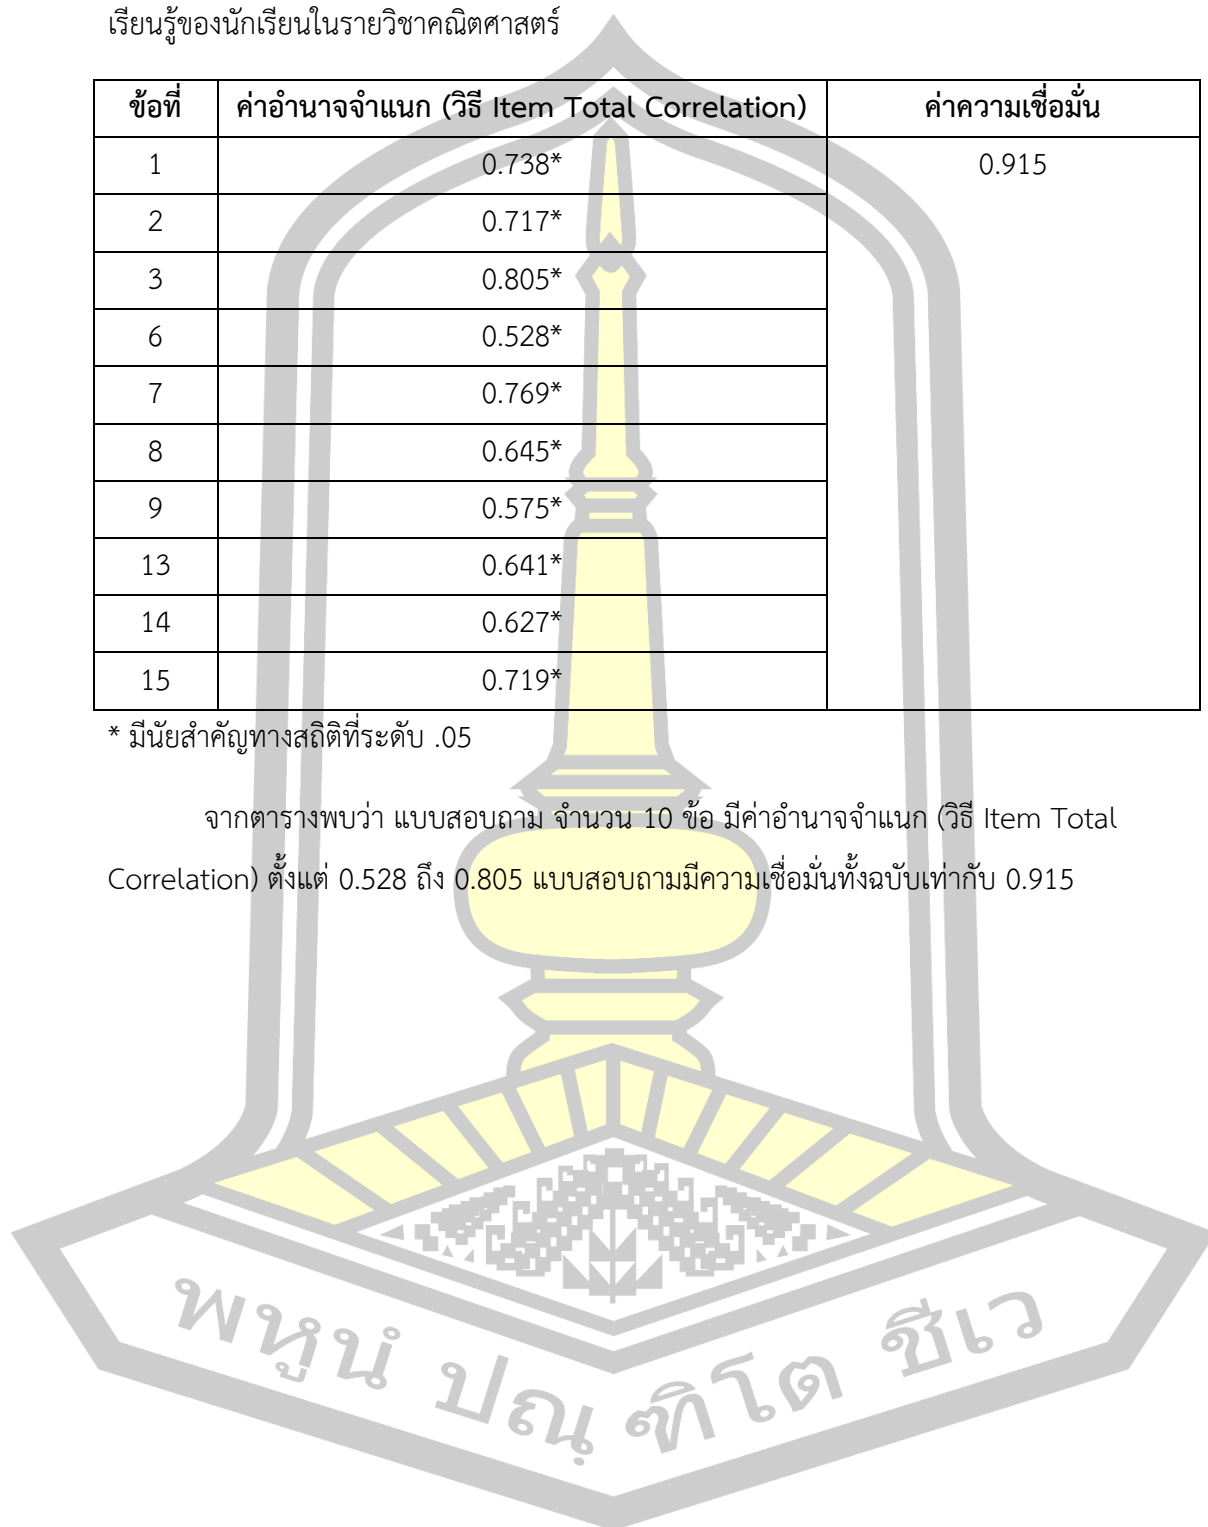 เรียนรู้ของนักเรียนในรายวิชาคณิตศาสตร์
ข้อที่ ค่าอำนาจจำแนก (วิธี Item Total Correlation) ค่าความเชื่อมั่น
1 0.738* 0.915
2 0.717*
3 0.805*
6 0.528*
7 0.769*
8 0.645*
9 0.575*
13 0.641*
14 0.627*
15 0.719*
* มีนัยสำคัญทางสถิติที่ระดับ .05
จากตารางพบว่า แบบสอบถาม จำนวน 10 ข้อ มีค่าอำนาจจำแนก (วิธี Item Total
Correlation) ตั้งแต่ 0.528 ถึง 0.805 แบบสอบถามมีความเชื่อมั่นทั้งฉบับเท่ากับ 0.915
พหูนํ ปณฺฑิโต ชีเว